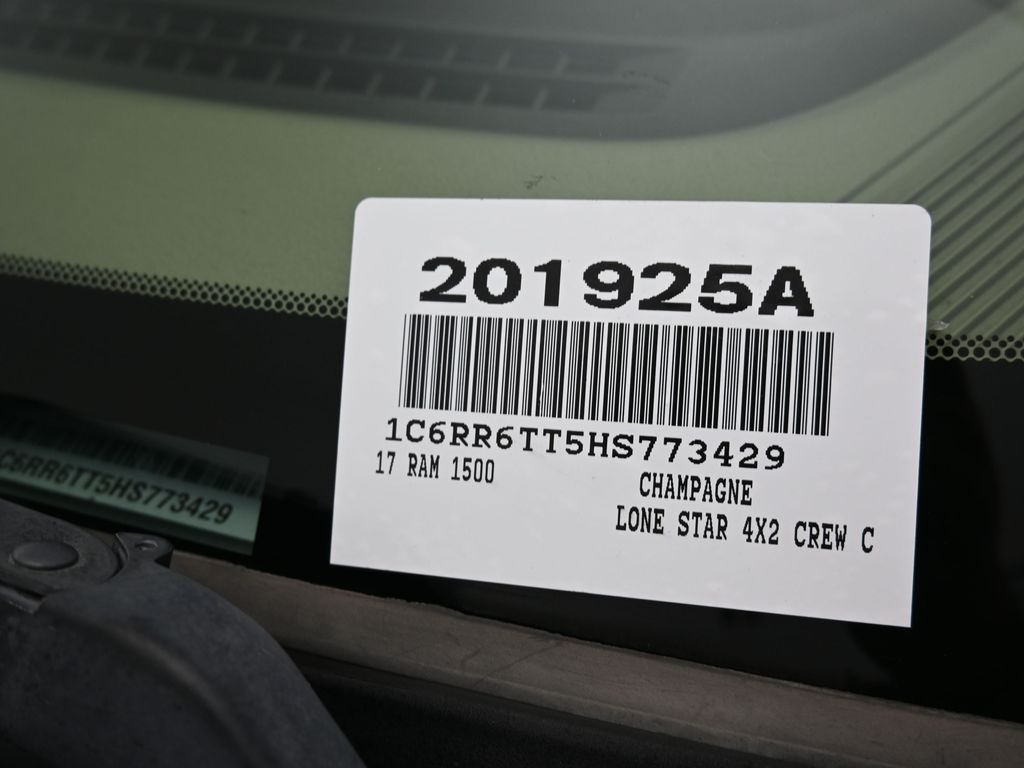 201925A
1C6RR6TT5HS773429
17 RAM 1500
CHAMPAGNE
LONE STAR 4X2 CREW C
C6RR6TT5HS773429